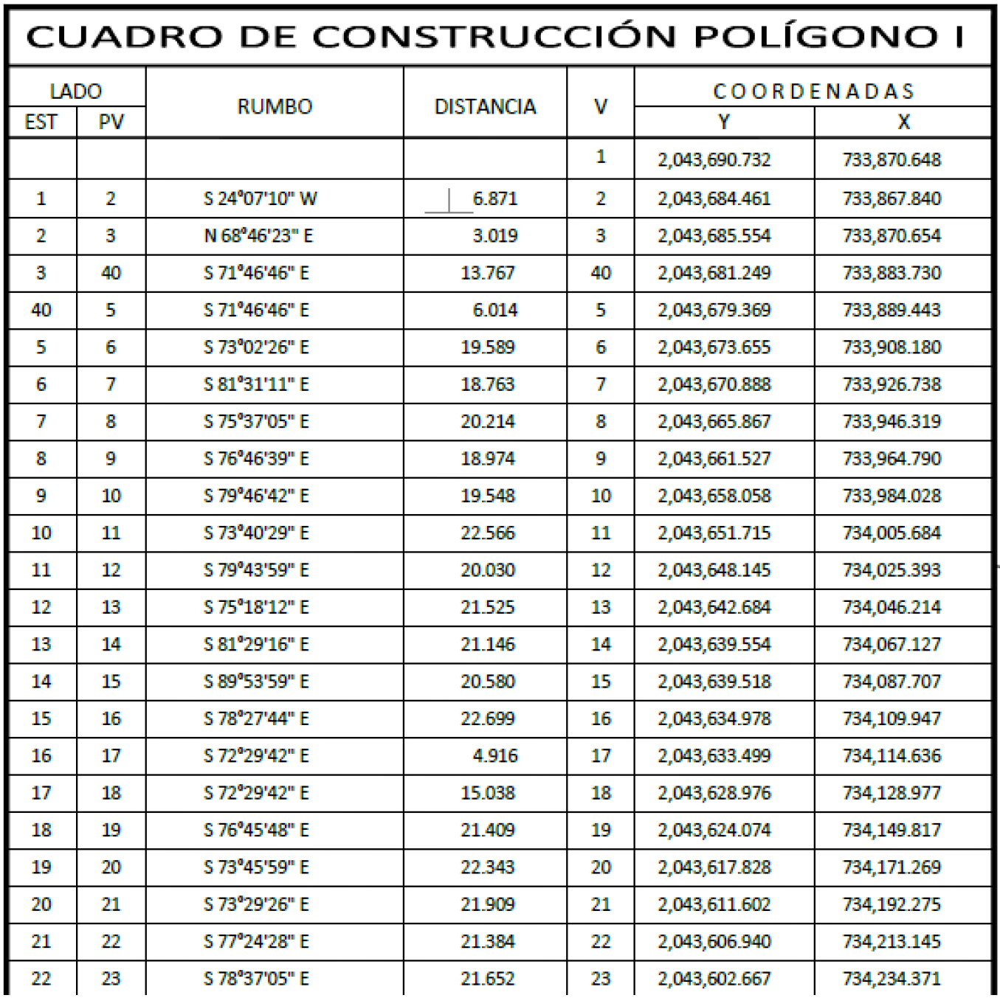 CUADRO DE CONSTRUCCIÓN POLÍGONO I
LADO RUMBO DISTANCIA V COORDENADAS
EST PV Y X
1 2,043,690.732 733,870.648
1 2 S 24°07'10" W 6.871 2 2,043,684.461 733,867.840
2 3 N 68°46'23" E 3.019 3 2,043,685.554 733,870.654
3 40 S 71°46'46" E 13.767 40 2,043,681.249 733,883.730
40 5 S 71°46'46" E 6.014 5 2,043,679.369 733,889.443
5 6 S 73°02'26" E 19.589 6 2,043,673.655 733,908.180
6 7 S 81°31'11" E 18.763 7 2,043,670.888 733,926.738
7 8 S 75°37'05" E 20.214 8 2,043,665.867 733,946.319
8 9 S 76°46'39" E 18.974 9 2,043,661.527 733,964.790
9 10 S 79°46'42" E 19.548 10 2,043,658.058 733,984.028
10 11 S 73°40'29" E 22.566 11 2,043,651.715 734,005.684
11 12 S 79°43'59" E 20.030 12 2,043,648.145 734,025.393
12 13 S 75°18'12" E 21.525 13 2,043,642.684 734,046.214
13 14 S 81°29'16" E 21.146 14 2,043,639.554 734,067.127
14 15 S 89°53'59" E 20.580 15 2,043,639.518 734,087.707
15 16 S 78°27'44" E 22.699 16 2,043,634.978 734,109.947
16 17 S 72°29'42" E 4.916 17 2,043,633.499 734,114.636
17 18 S 72°29'42" E 15.038 18 2,043,628.976 734,128.977
18 19 S 76°45'48" E 21.409 19 2,043,624.074 734,149.817
19 20 S 73°45'59" E 22.343 20 2,043,617.828 734,171.269
20 21 S 73°29'26" E 21.909 21 2,043,611.602 734,192.275
21 22 S 77°24'28" E 21.384 22 2,043,606.940 734,213.145
22 23 S 78°37'05" E 21.652 23 2,043,602.667 734,234.371